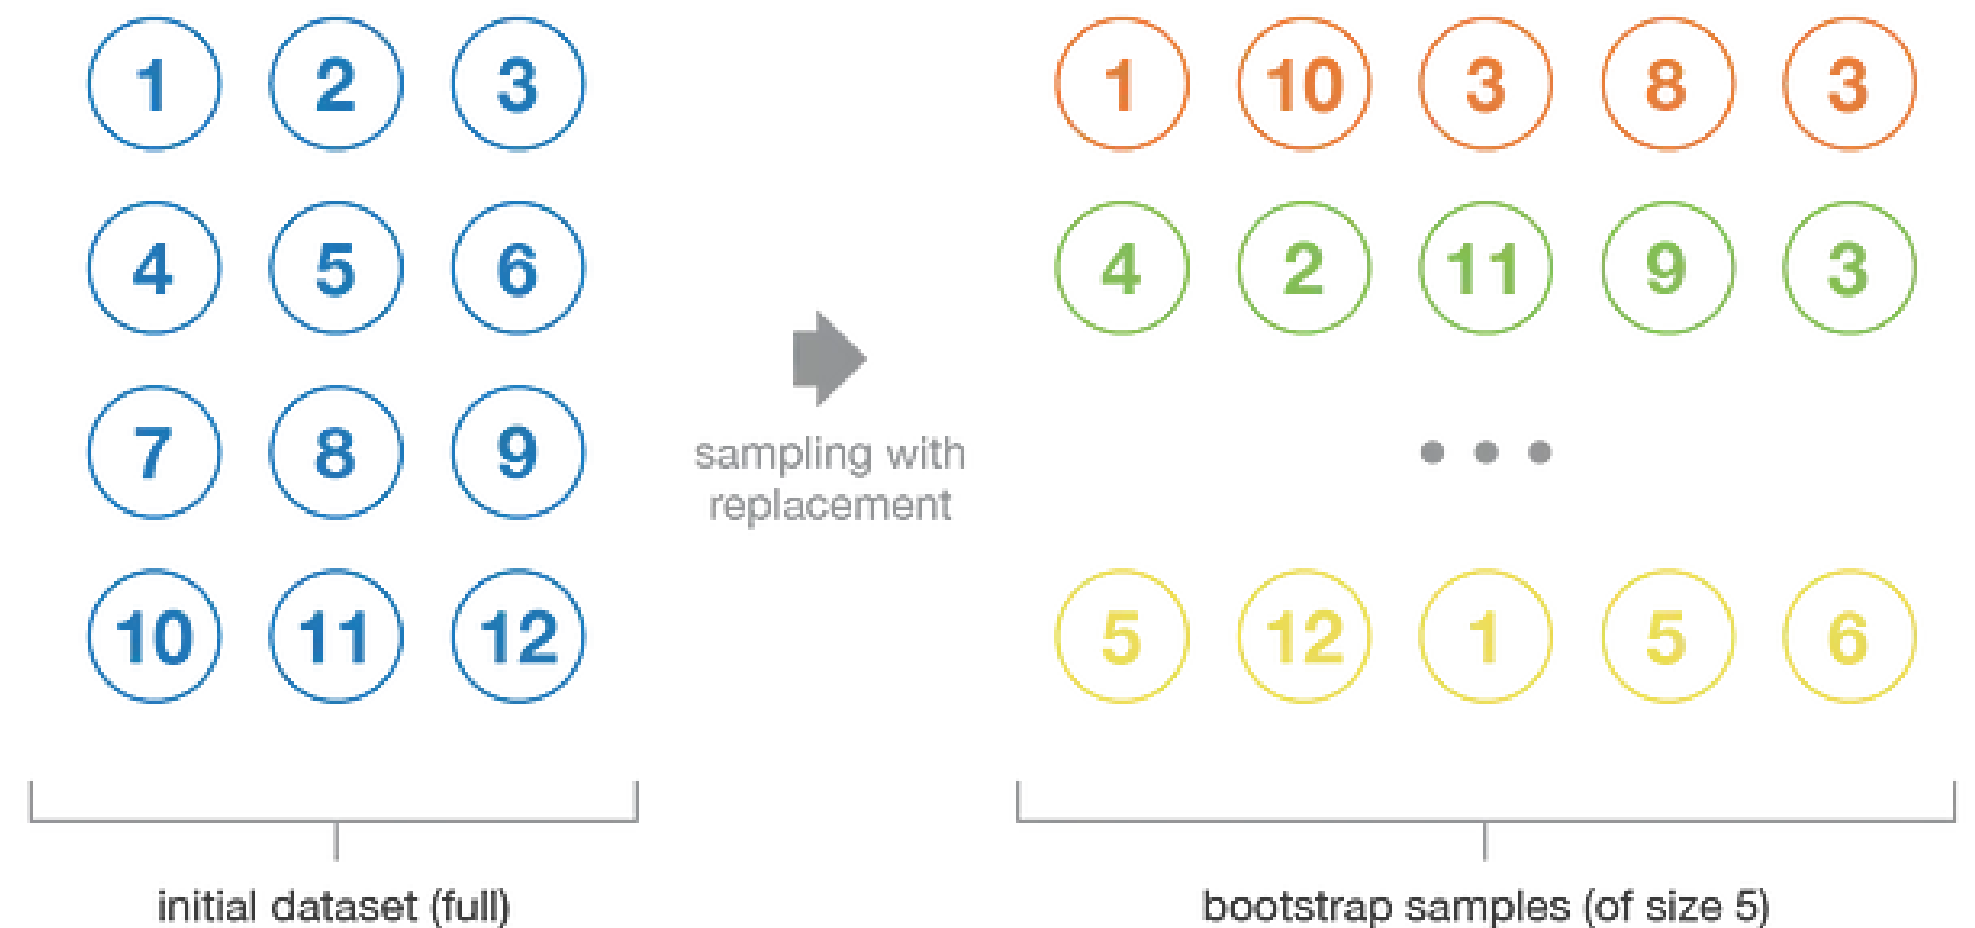 1 2 3
4 5 6
7 8 9
10 11 12
initial dataset (full)
sampling with
replacement
1 10 3 8 3
4 2 11 9 3
5 12 1 5 6
bootstrap samples (of size 5)